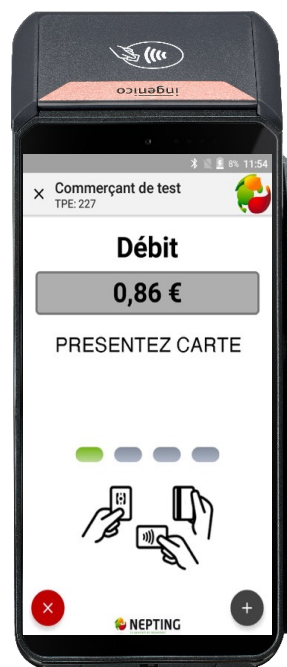 ingenico
8% 11:54
× Commerçant de test
TPE: 227
Débit
0,86 €
PRESENTEZ CARTE
NEPTING